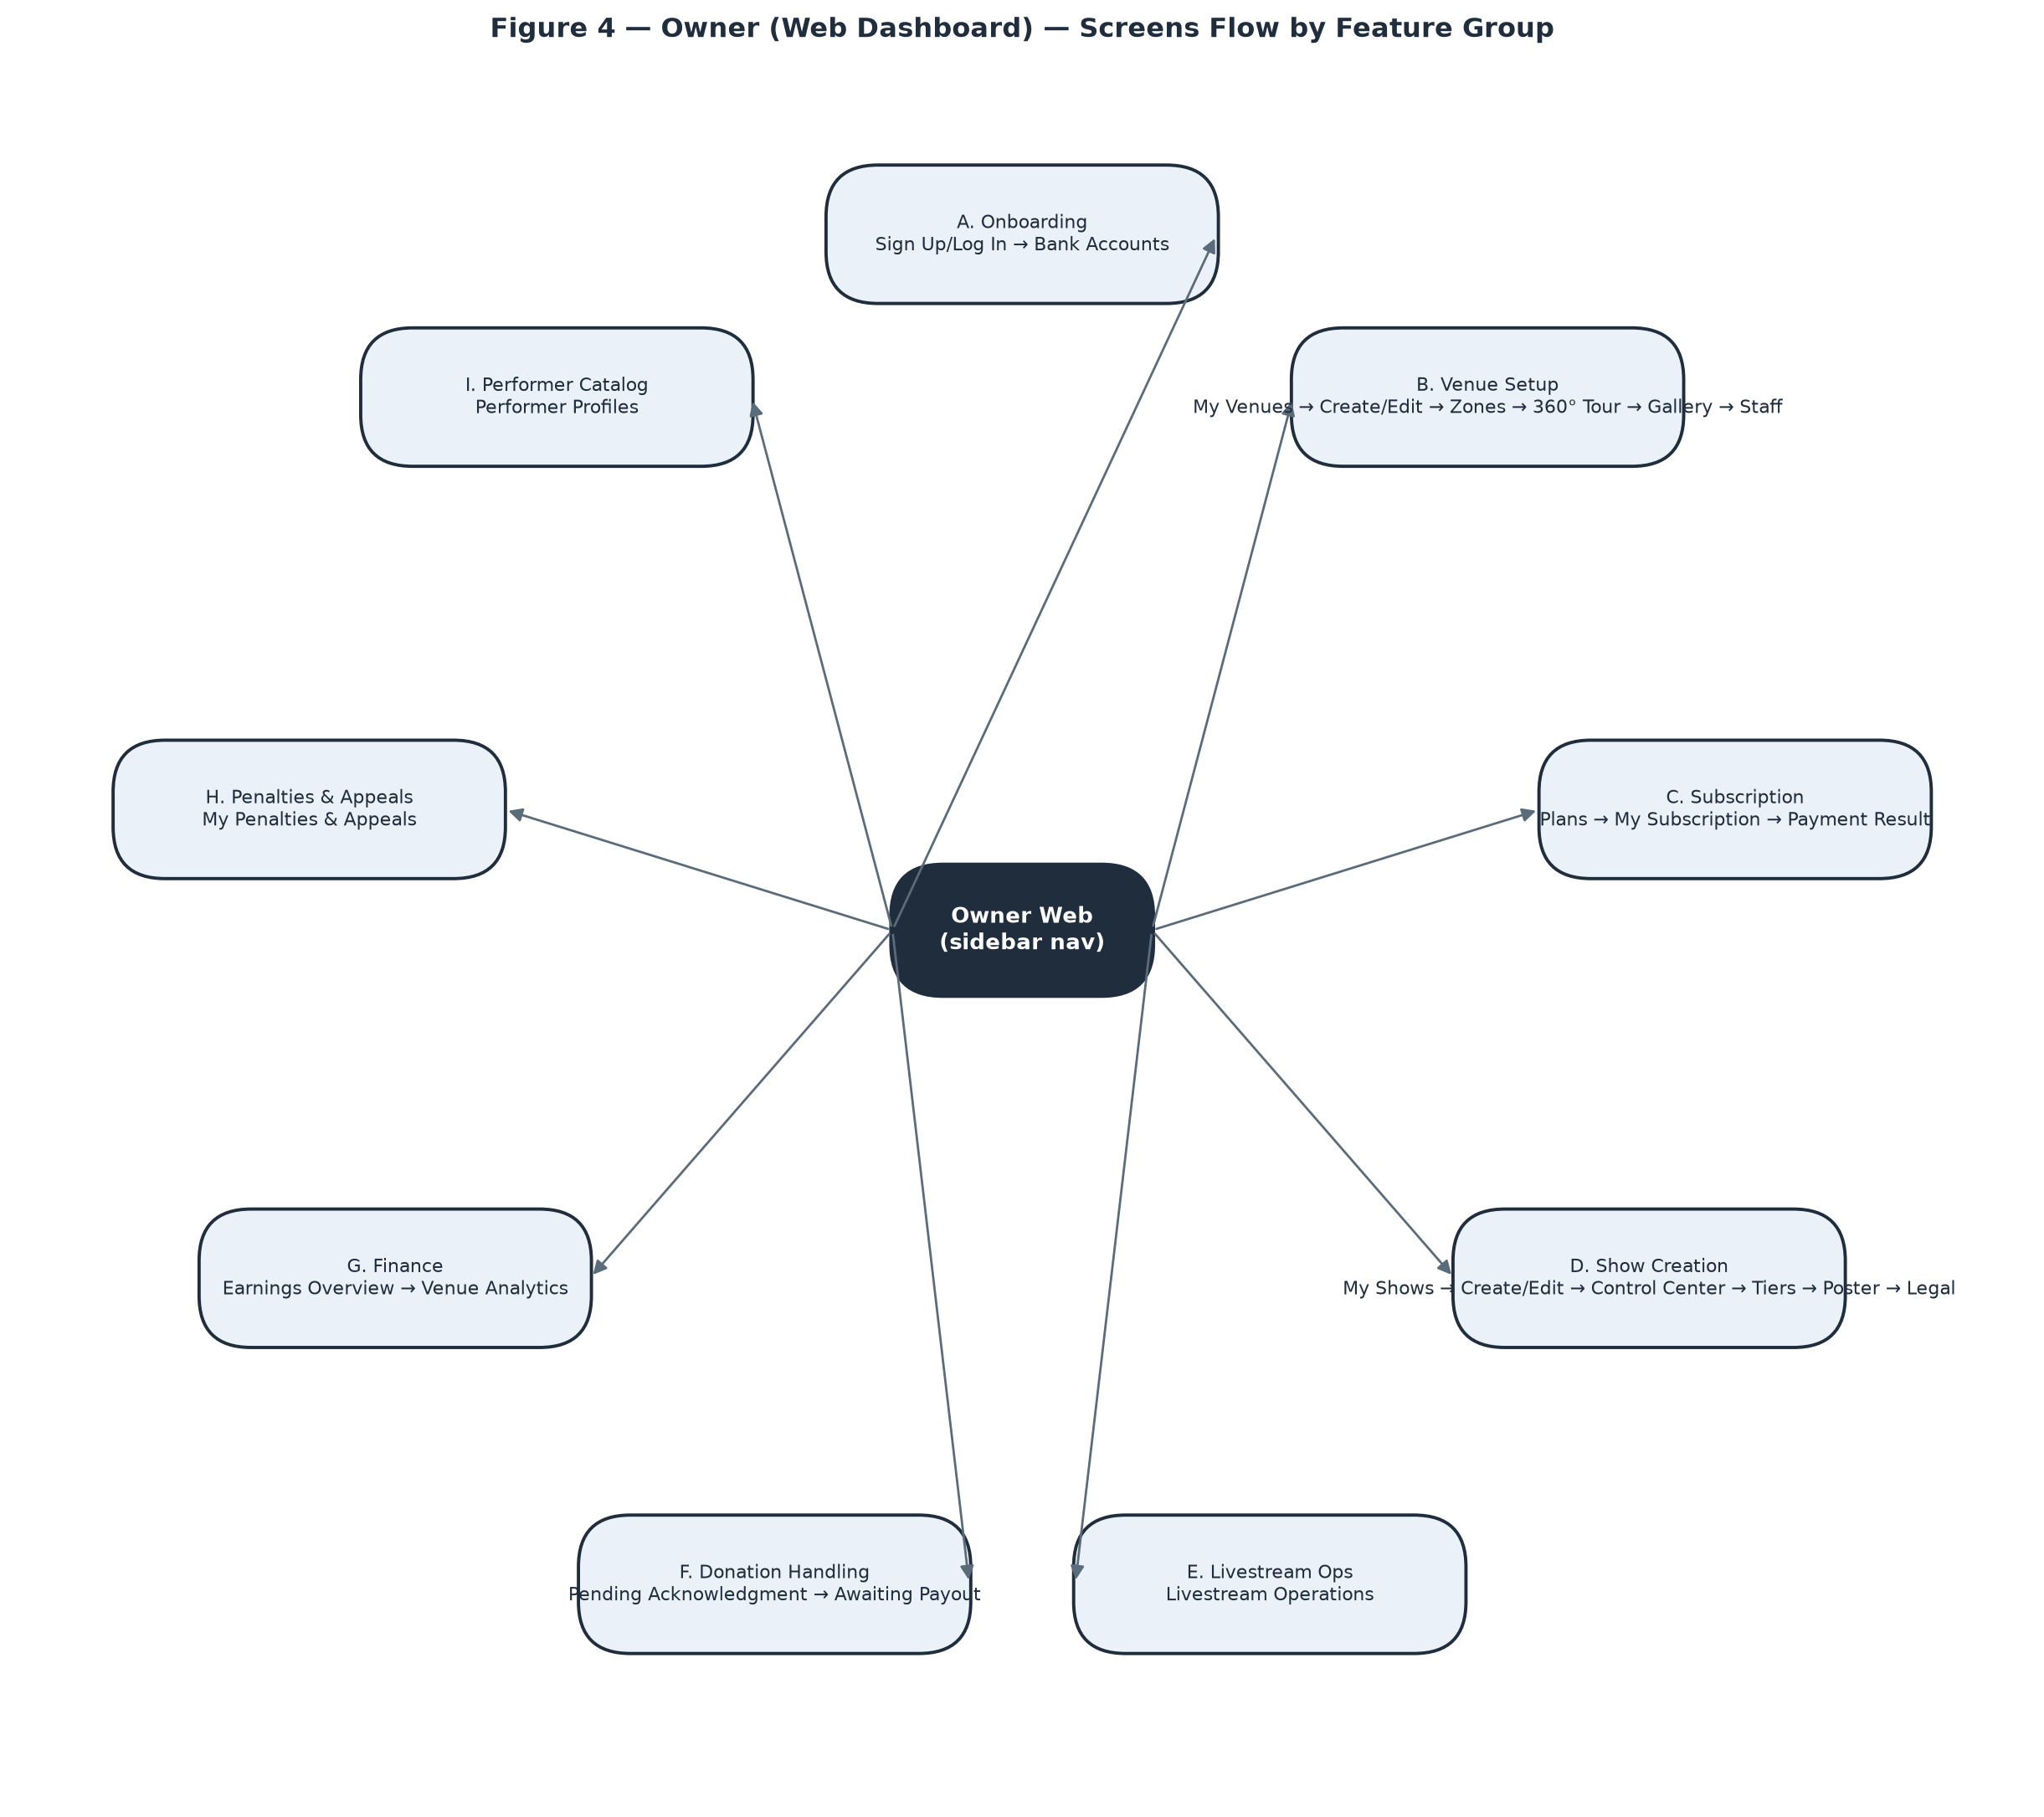 Figure 4 — Owner (Web Dashboard) — Screens Flow by Feature Group
A. Onboarding
Sign Up/Log In → Bank Accounts
I. Performer Catalog
Performer Profiles
B. Venue Setup
My Venues → Create/Edit → Zones → 360° Tour → Gallery → Staff
H. Penalties & Appeals
My Penalties & Appeals
C. Subscription
Plans → My Subscription → Payment Result
Owner Web
(sidebar nav)
G. Finance
Earnings Overview → Venue Analytics
D. Show Creation
My Shows → Create/Edit → Control Center → Tiers → Poster → Legal
F. Donation Handling
Pending Acknowledgment → Awaiting Payout
E. Livestream Ops
Livestream Operations